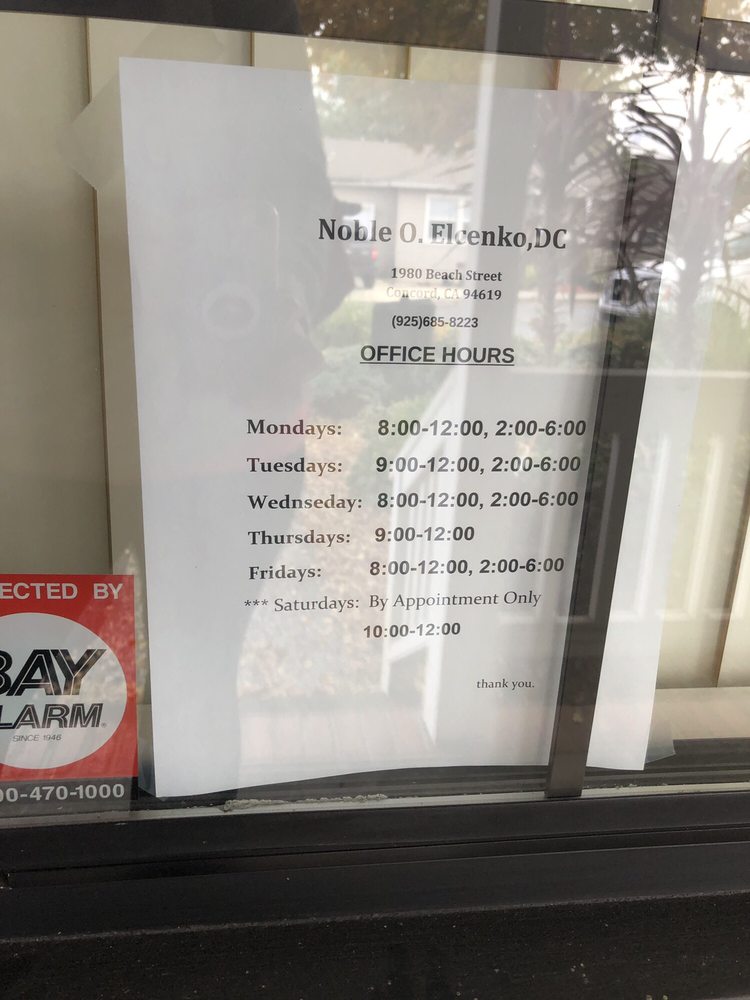 Noble O. Elcenko,DC
1980 Beach Street
Concord, CA 94619
(925)685-8223
OFFICE HOURS
Mondays: 8:00-12:00, 2:00-6:00
Tuesdays: 9:00-12:00, 2:00-6:00
Wednseday: 8:00-12:00, 2:00-6:00
Thursdays: 9:00-12:00
Fridays: 8:00-12:00, 2:00-6:00
*** Saturdays: By Appointment Only
10:00-12:00
thank you.
ECTED BY
BAY
LARM
SINCE 1946
00-470-1000